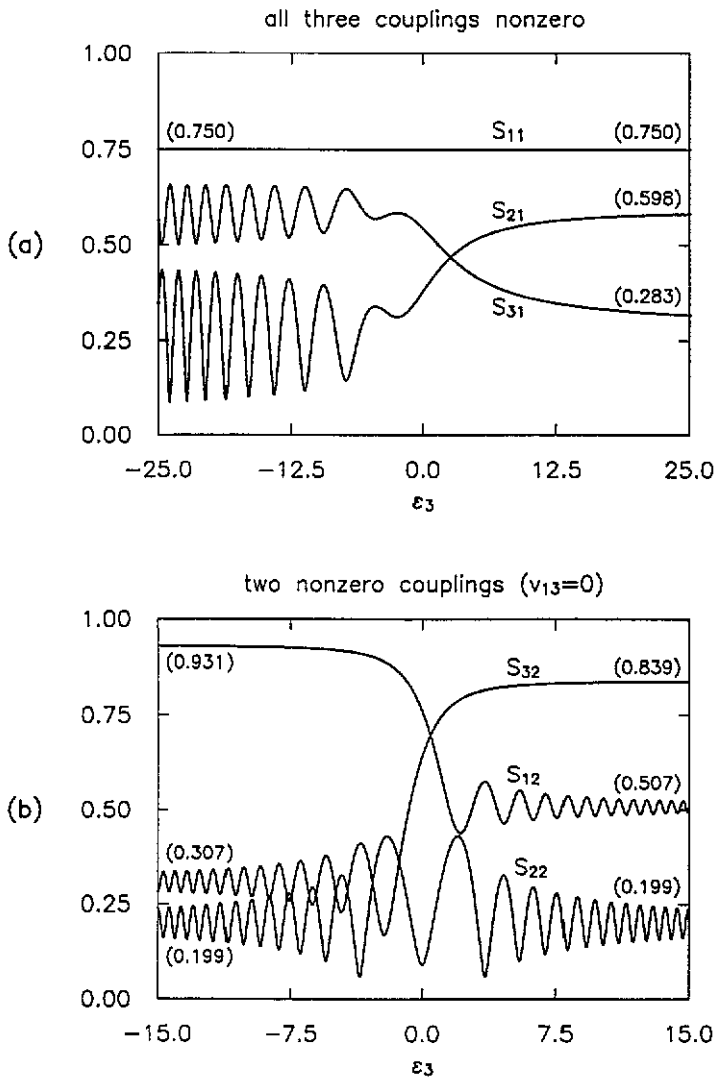 all three couplings nonzero
1.00
(0.750)
S11
(0.750)
0.75
(0.598)
S21
(a)
0.50
S31
(0.283)
0.25
0.00
−25.0
−12.5
0.0
12.5
25.0
ε3
two nonzero couplings (v13=0)
1.00
(0.931)
S32
(0.839)
0.75
S12
(0.507)
(b)
0.50
(0.307)
S22
(0.199)
0.25
(0.199)
0.00
−15.0
−7.5
0.0
7.5
15.0
ε3